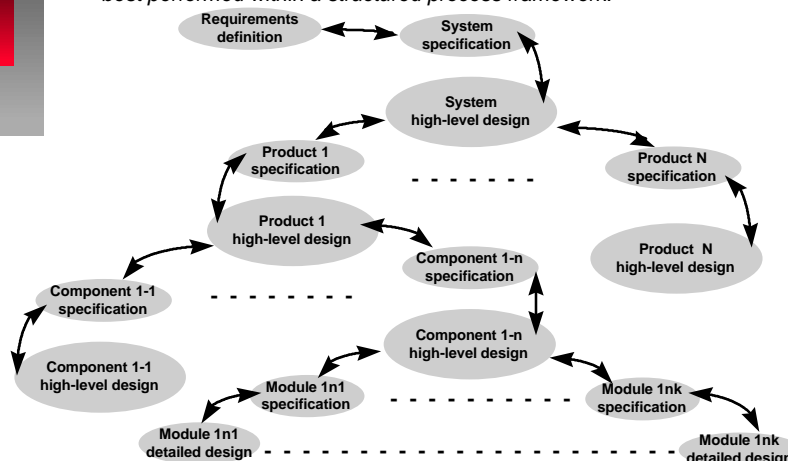 best performed within a structured process framework.
Requirements
definition
System
specification
System
high-level design
Product 1
specification
Product N
specification
Product 1
high-level design
Component 1-n
specification
Product N
high-level design
Component 1-1
specification
Component 1-n
high-level design
Component 1-1
high-level design
Module 1n1
specification
Module 1nk
specification
Module 1n1
detailed design
Module 1nk
detailed design